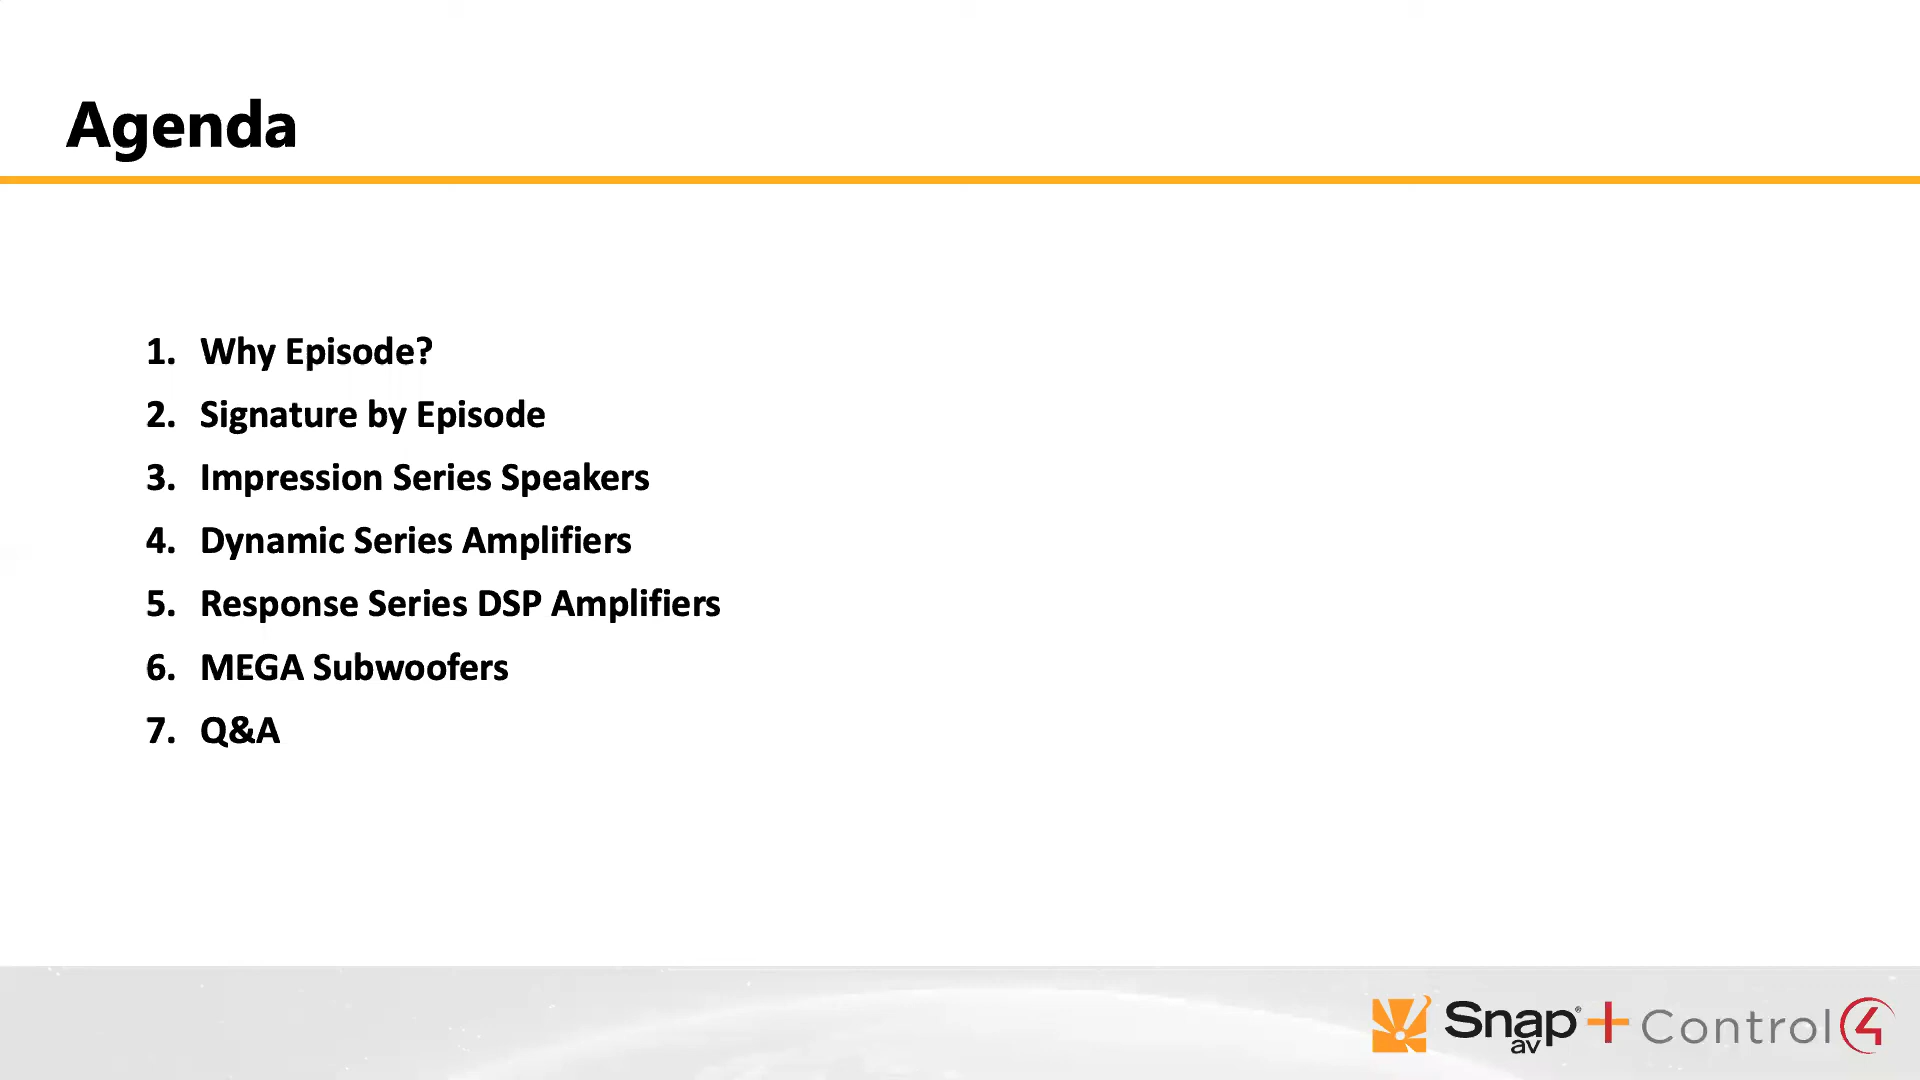 Agenda
1. Why Episode?
2. Signature by Episode
3. Impression Series Speakers
4. Dynamic Series Amplifiers
5. Response Series DSP Amplifiers
6. MEGA Subwoofers
7. Q&A
Snap® + Control4
av